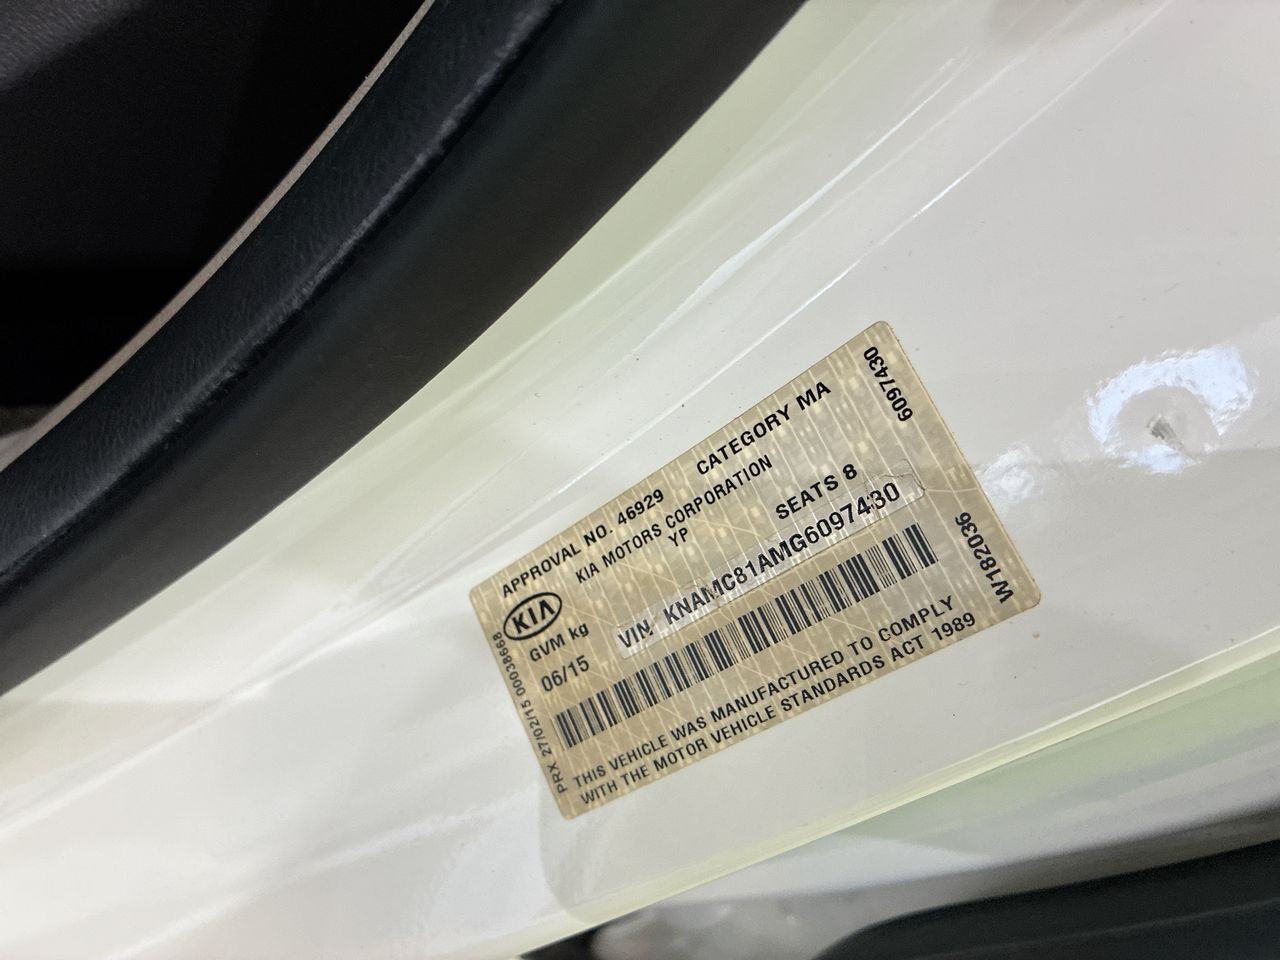 APPROVAL NO. 46929 CATEGORY MA
KIA MOTORS CORPORATION
KIA
YP
GVM kg SEATS 8
06/15 VIN KNAMC81AMG6097430
THIS VEHICLE WAS MANUFACTURED TO COMPLY
WITH THE MOTOR VEHICLE STANDARDS ACT 1989
PRX 27/02/15 00038668
6097430
W182036